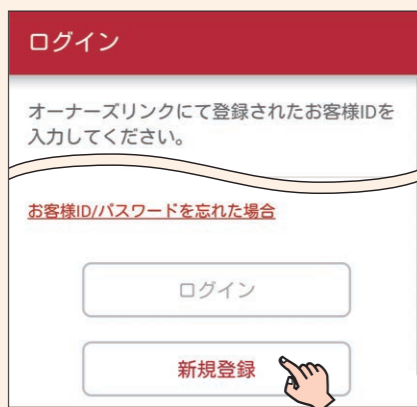 ログイン
オーナーズリンクにて登録されたお客様IDを
入力してください。
お客様ID/パスワードを忘れた場合
ログイン
新規登録